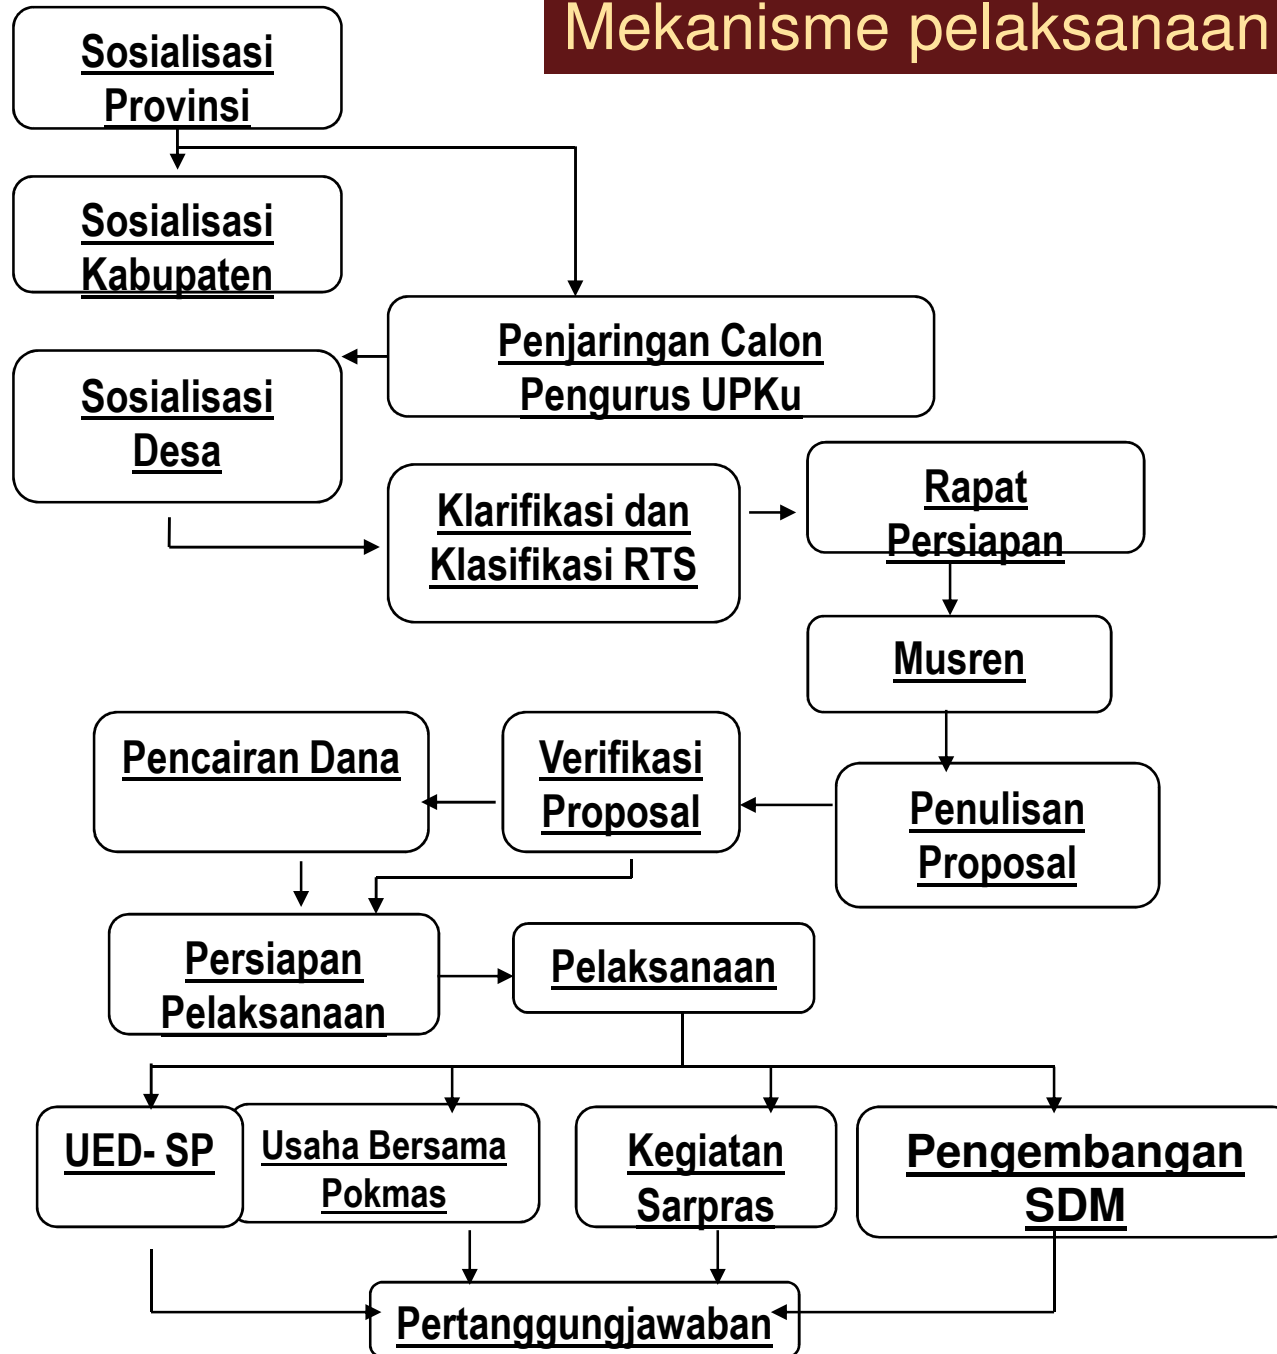 Mekanisme pelaksanaan
Sosialisasi
Provinsi
Sosialisasi
Kabupaten
Penjaringan Calon
Pengurus UPKu
Sosialisasi
Desa
Klarifikasi dan
Klasifikasi RTS
Rapat
Persiapan
Musren
Pencairan Dana
Verifikasi
Proposal
Penulisan
Proposal
Persiapan
Pelaksanaan
Pelaksanaan
UED- SP
Usaha Bersama
Pokmas
Kegiatan
Sarpras
Pengembangan
SDM
Pertanggungjawaban